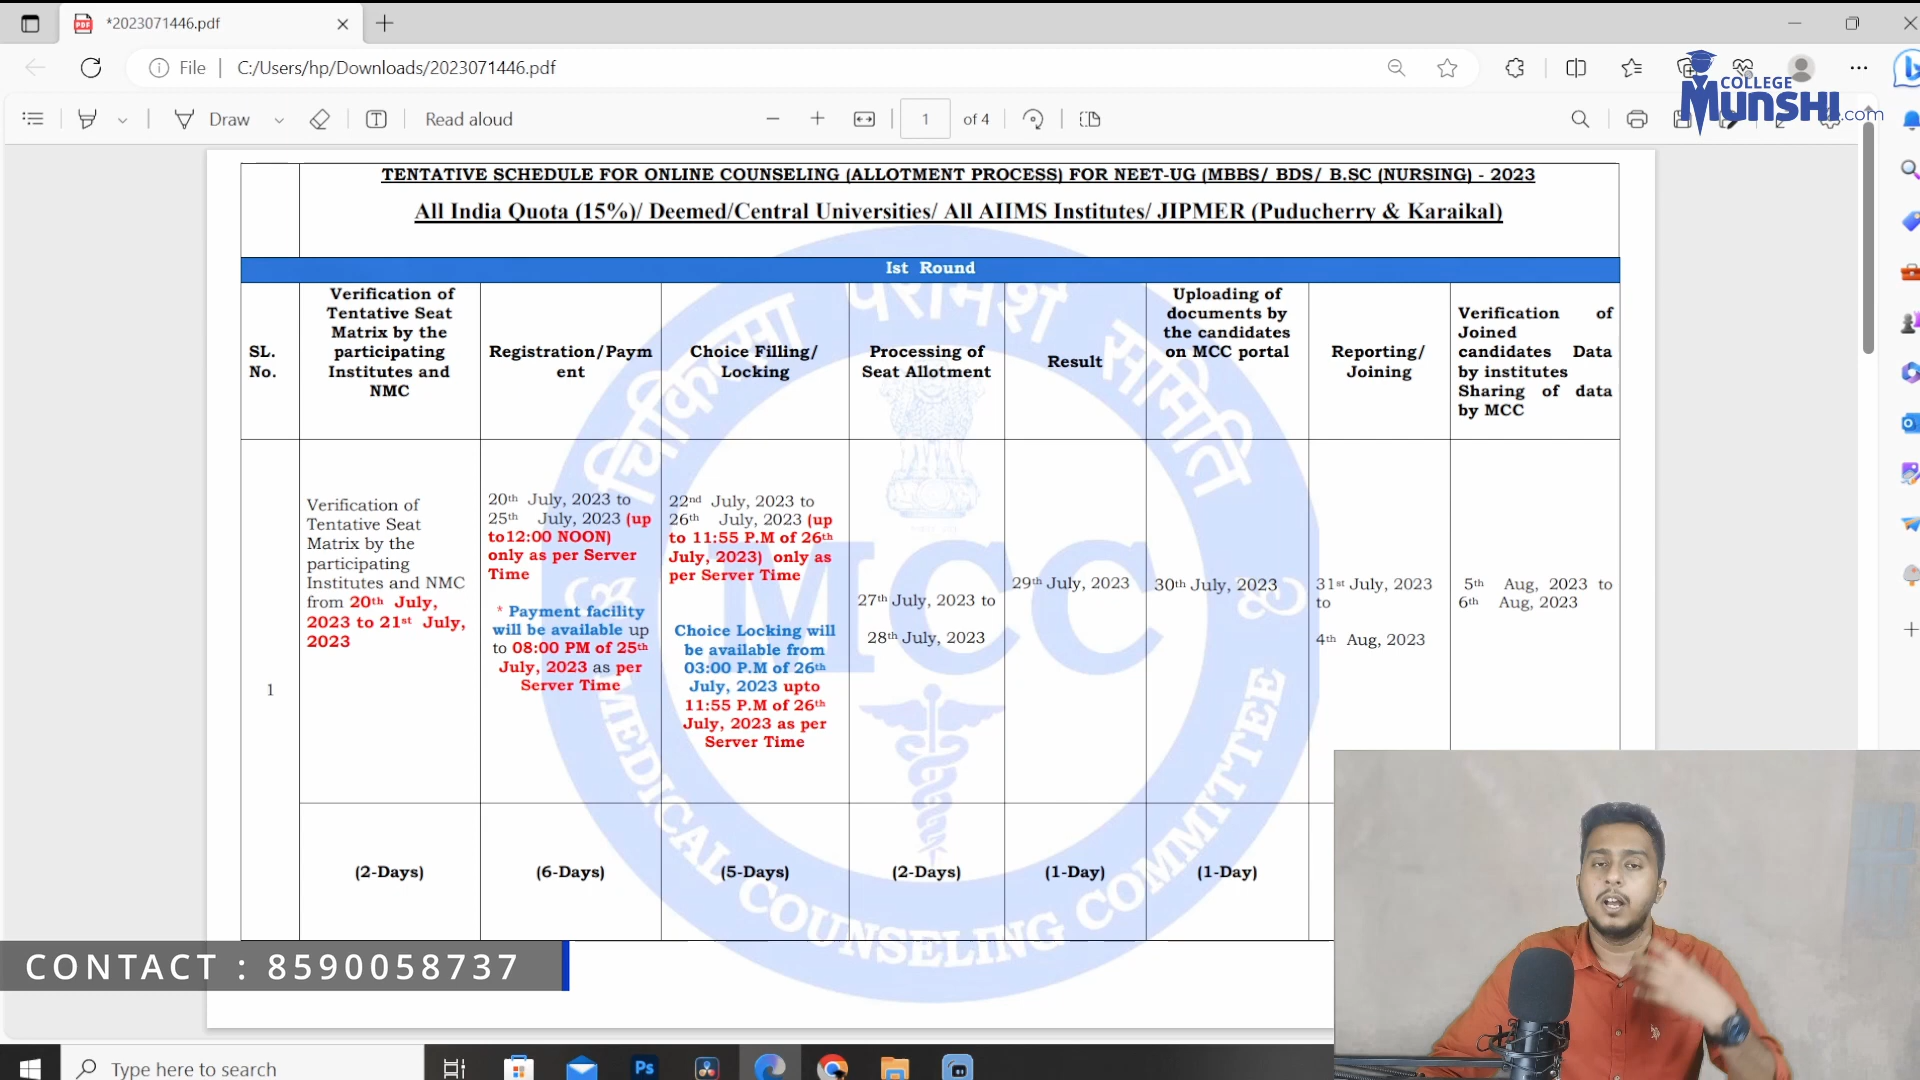 *2023071446.pdf
File
C:/Users/hp/Downloads/2023071446.pdf
COLLEGE
MUNSHI.com
Draw
Read aloud
1
of 4
TENTATIVE SCHEDULE FOR ONLINE COUNSELING (ALLOTMENT PROCESS) FOR NEET-UG (MBBS/ BDS/ B.SC (NURSING) - 2023
All India Quota (15%)/ Deemed/Central Universities/ All AIIMS Institutes/ JIPMER (Puducherry & Karaikal)
Ist Round
SL.
No.
Verification of
Tentative Seat
Matrix by the
participating
Institutes and
NMC
Registration/Paym
ent
Choice Filling/
Locking
Processing of
Seat Allotment
Result
Uploading of
documents by
the candidates
on MCC portal
Reporting/
Joining
Verification of
Joined
candidates Data
by institutes
Sharing of data
by MCC
1
Verification of
Tentative Seat
Matrix by the
participating
Institutes and NMC
from 20th July,
2023 to 21st July,
2023
20th July, 2023 to
25th July, 2023 (up
to12:00 NOON)
only as per Server
Time
* Payment facility
will be available up
to 08:00 PM of 25th
July, 2023 as per
Server Time
22nd July, 2023 to
26th July, 2023 (up
to 11:55 P.M of 26th
July, 2023) only as
per Server Time
Choice Locking will
be available from
03:00 P.M of 26th
July, 2023 upto
11:55 P.M of 26th
July, 2023 as per
Server Time
27th July, 2023 to
28th July, 2023
29th July, 2023
30th July, 2023
31st July, 2023
to
4th Aug, 2023
5th Aug, 2023 to
6th Aug, 2023
(2-Days)
(6-Days)
(5-Days)
(2-Days)
(1-Day)
(1-Day)
चिकित्सा परामर्श समिति
MCC
MEDICAL COUNSELING COMMITTEE
CONTACT : 8590058737
Type here to search
Ps